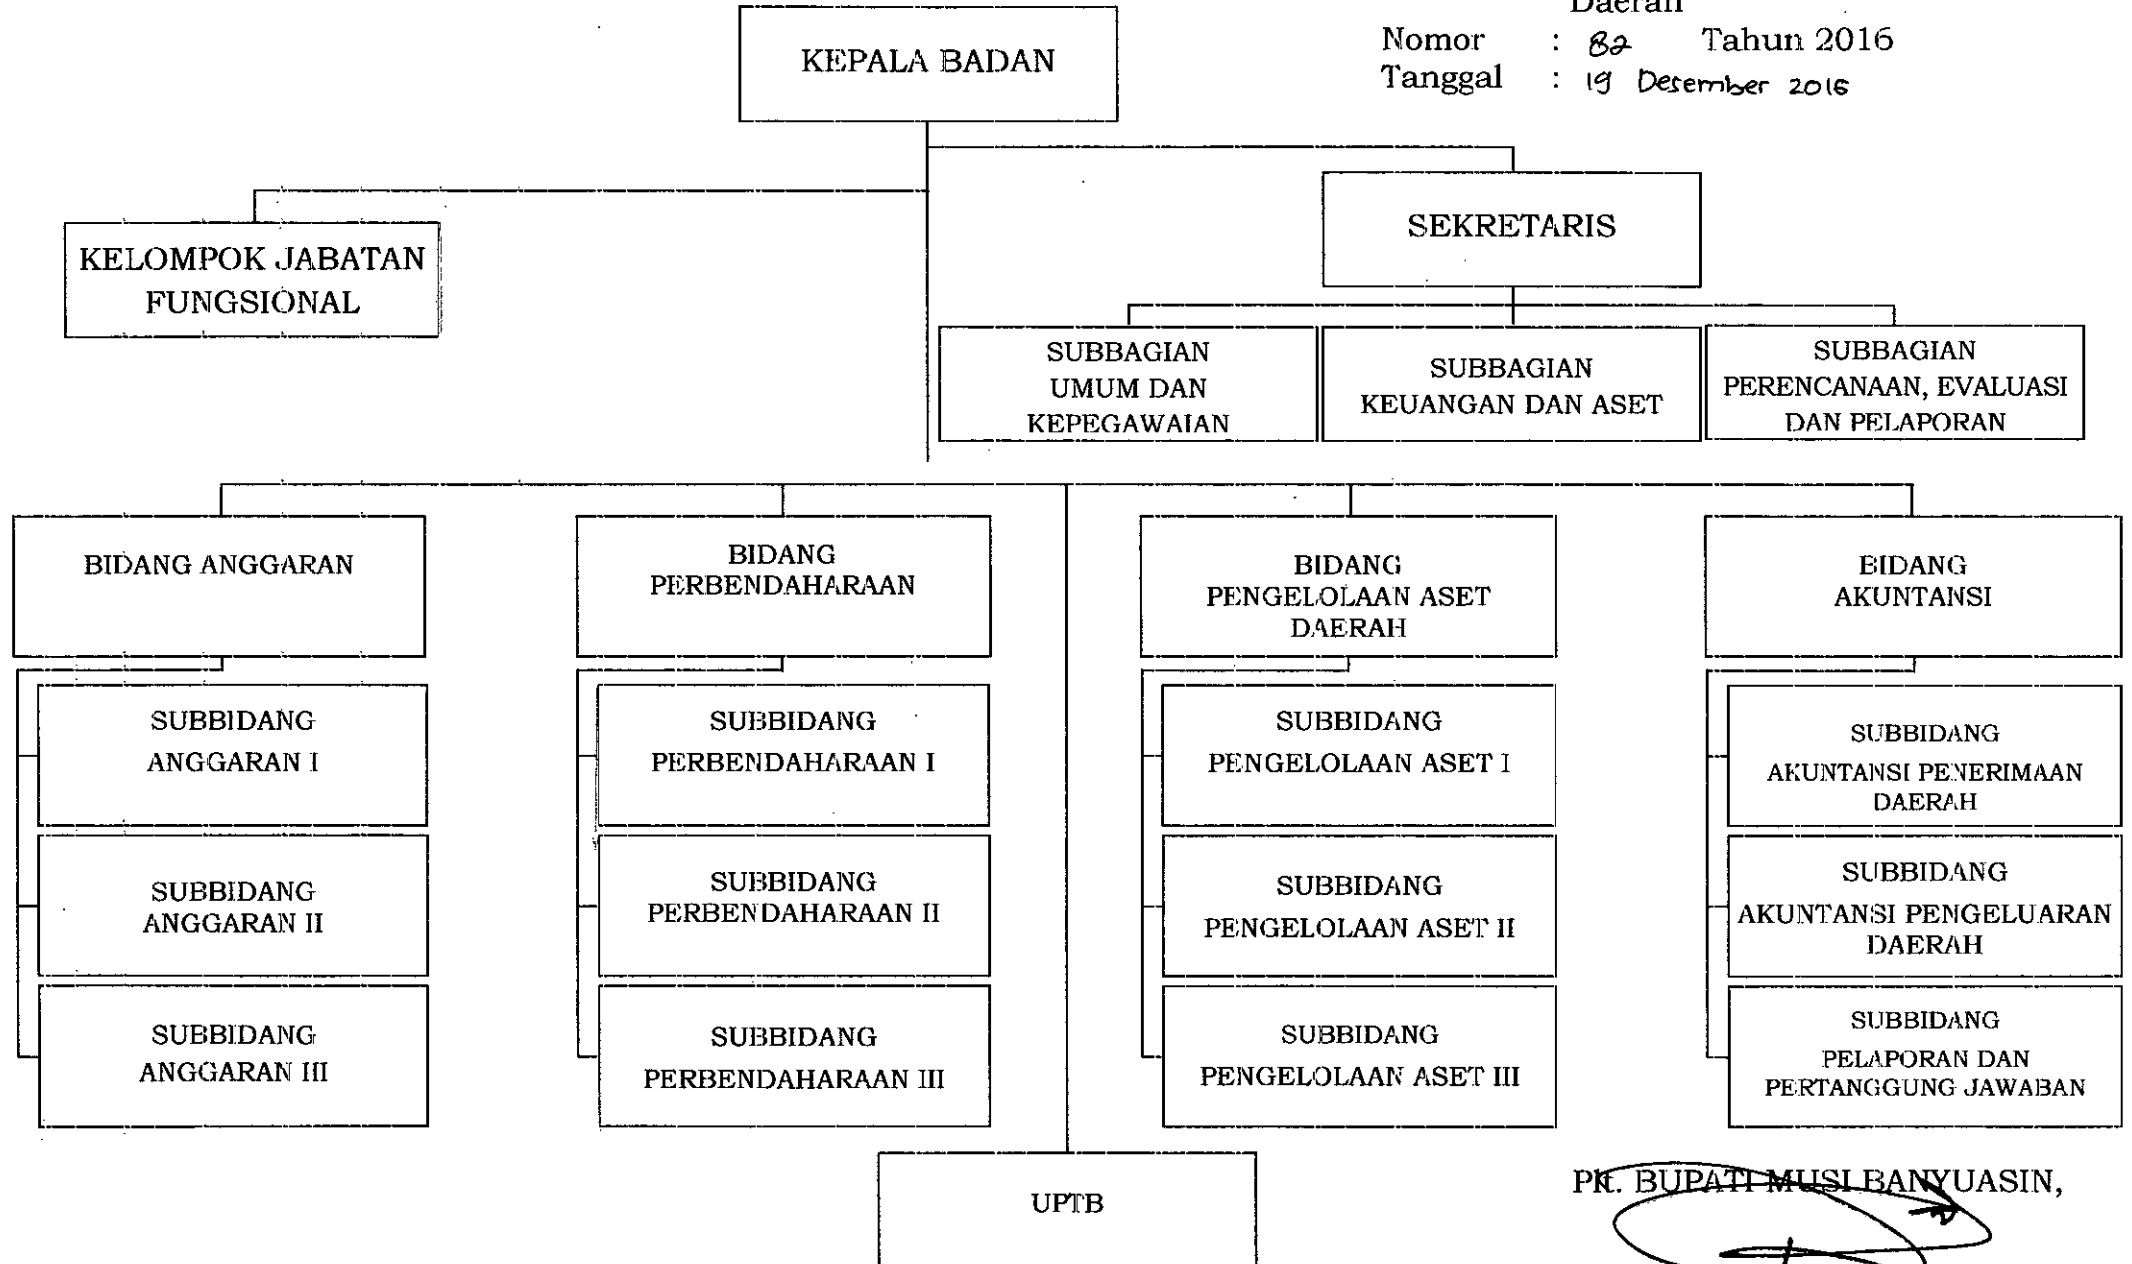 Daerah
Nomor : 82 Tahun 2016
Tanggal : 19 Desember 2016
KEPALA BADAN
SEKRETARIS
KELOMPOK JABATAN
FUNGSIONAL
SUBBAGIAN
UMUM DAN
KEPEGAWAIAN
SUBBAGIAN
KEUANGAN DAN ASET
SUBBAGIAN
PERENCANAAN, EVALUASI
DAN PELAPORAN
BIDANG ANGGARAN
BIDANG
PERBENDAHARAAN
BIDANG
PENGELOLAAN ASET
DAERAH
BIDANG
AKUNTANSI
SUBBIDANG
ANGGARAN I
SUBBIDANG
PERBENDAHARAAN I
SUBBIDANG
PENGELOLAAN ASET I
SUBBIDANG
AKUNTANSI PENERIMAAN
DAERAH
SUBBIDANG
ANGGARAN II
SUBBIDANG
PERBENDAHARAAN II
SUBBIDANG
PENGELOLAAN ASET II
SUBBIDANG
AKUNTANSI PENGELUARAN
DAERAH
SUBBIDANG
ANGGARAN III
SUBBIDANG
PERBENDAHARAAN III
SUBBIDANG
PENGELOLAAN ASET III
SUBBIDANG
PELAPORAN DAN
PERTANGGUNG JAWABAN
UPTB
Plt. BUPATI MUSI BANYUASIN,